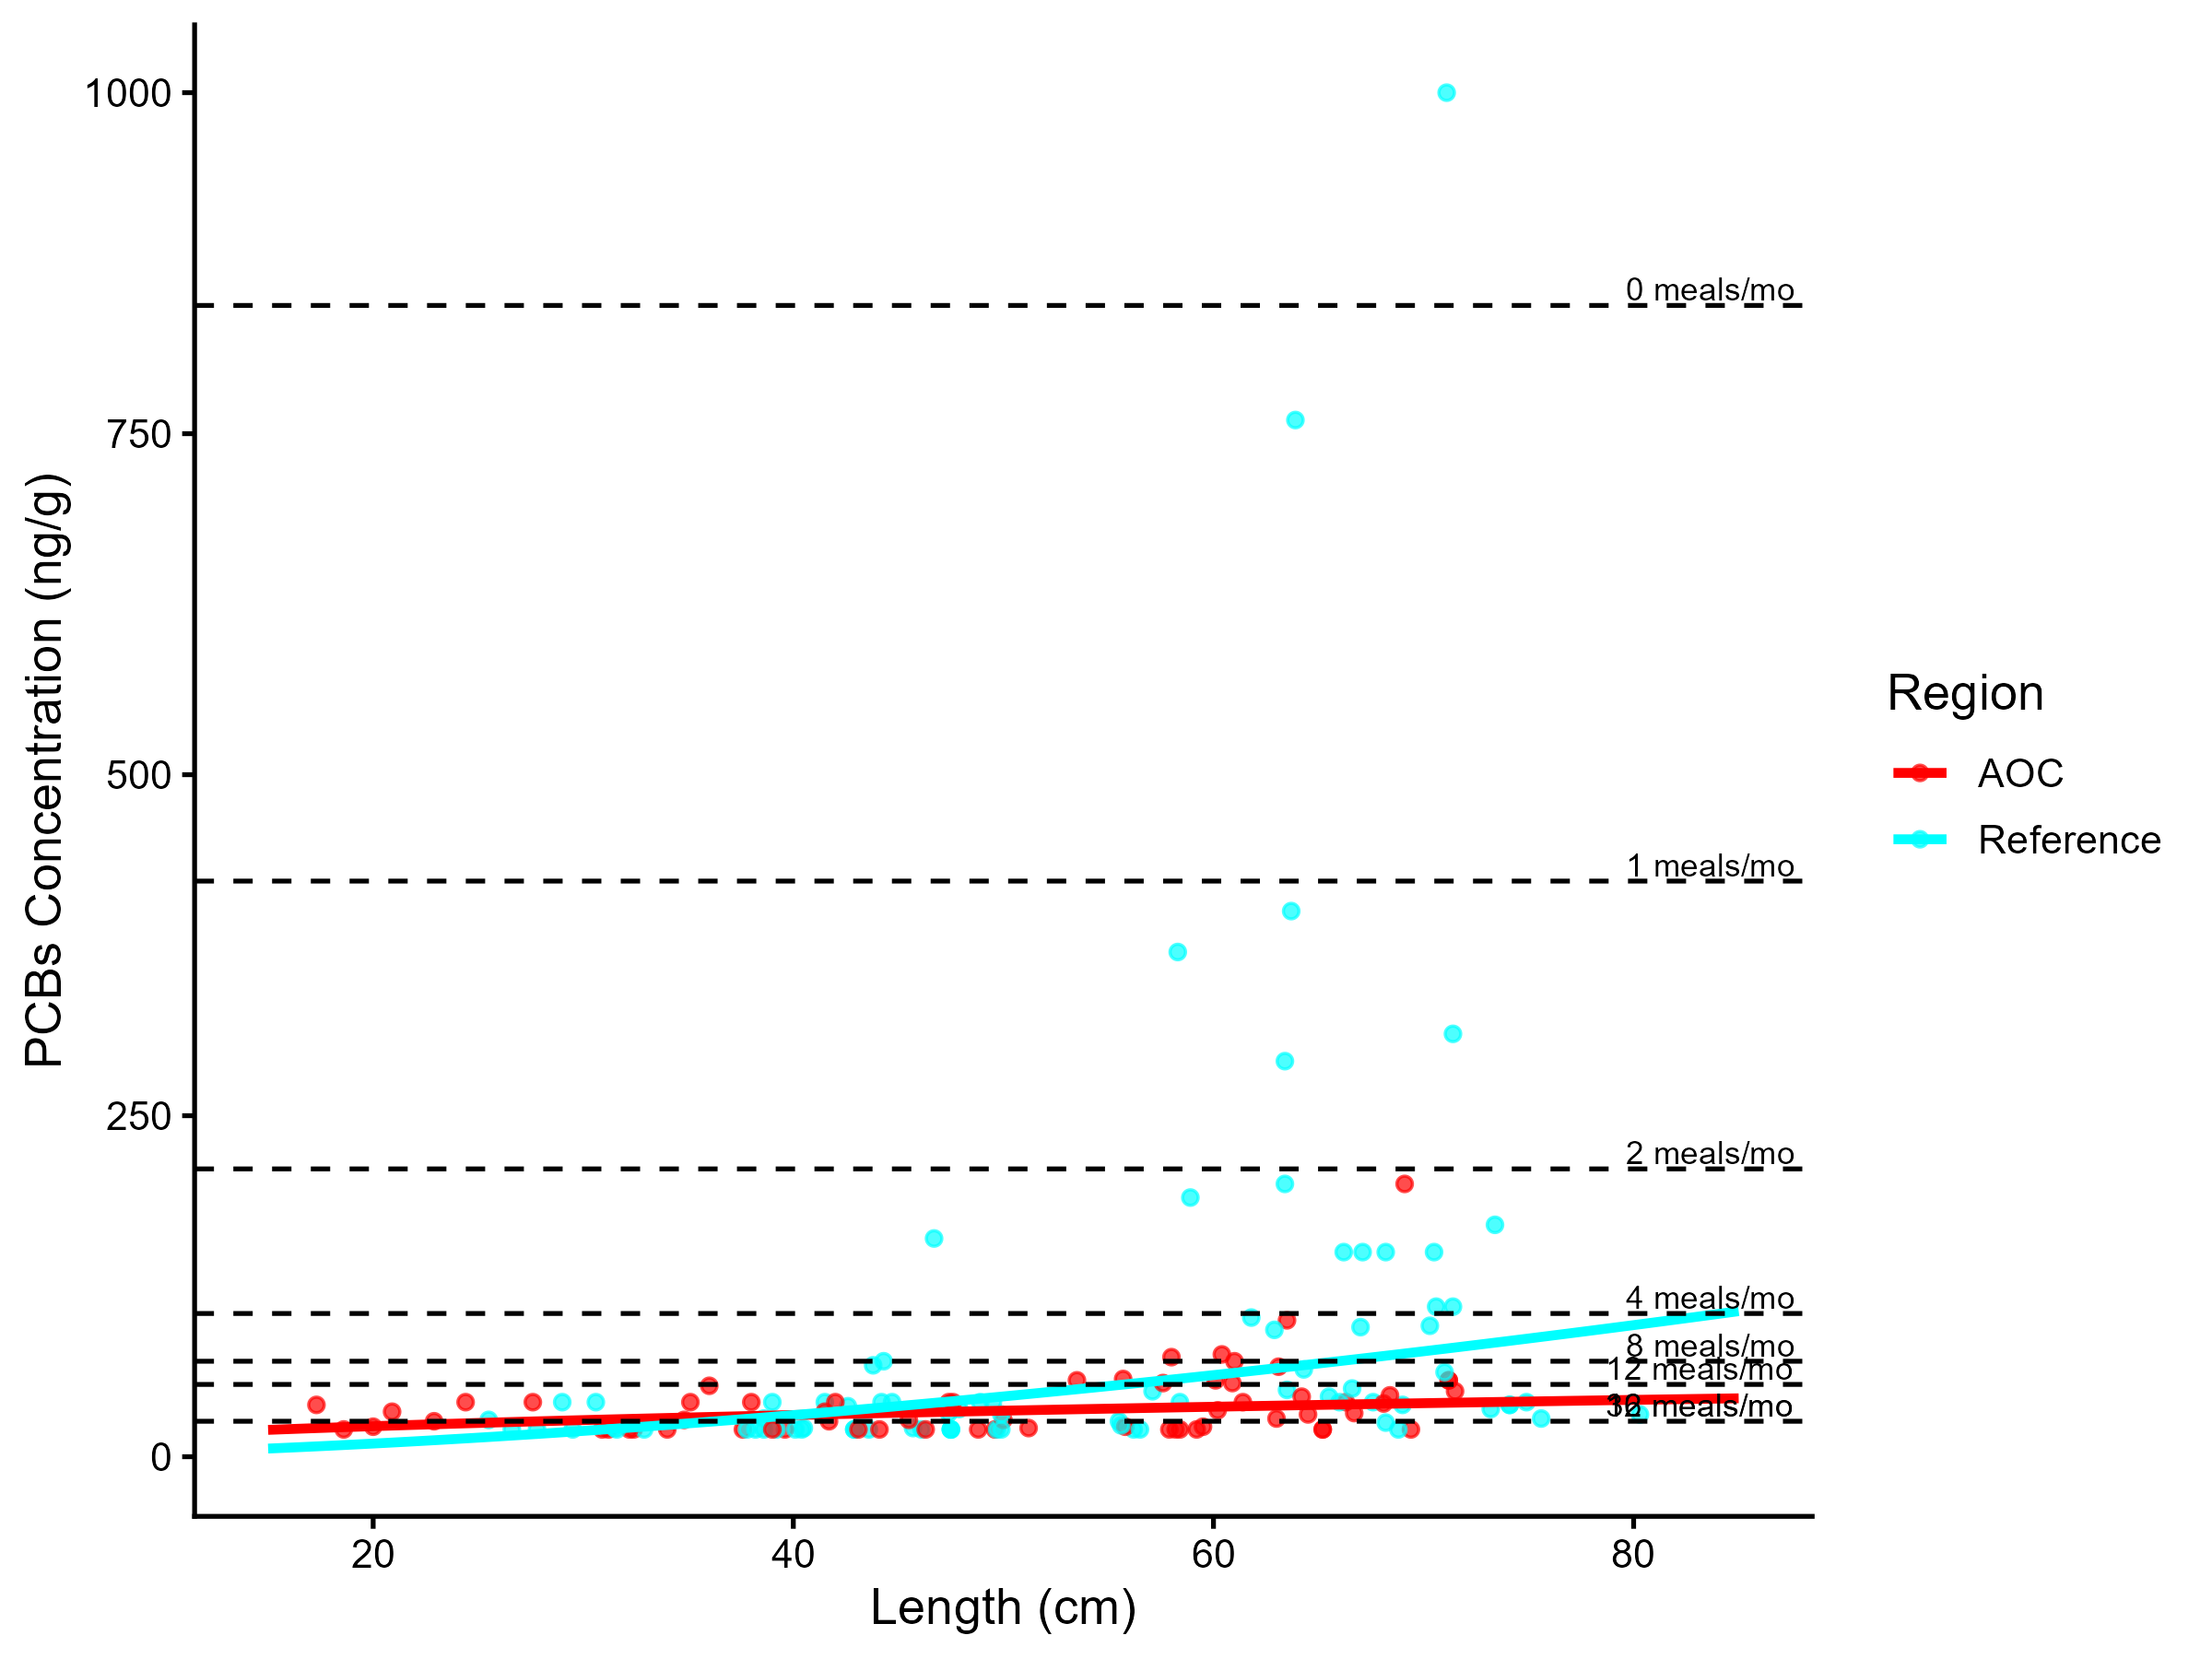 PCBs Concentration (ng/g)
1000
750
500
250
0
0 meals/mo
1 meals/mo
2 meals/mo
4 meals/mo
8 meals/mo
12 meals/mo
meals/mo
20
40
60
80
Length (cm)
Region
AOC
Reference